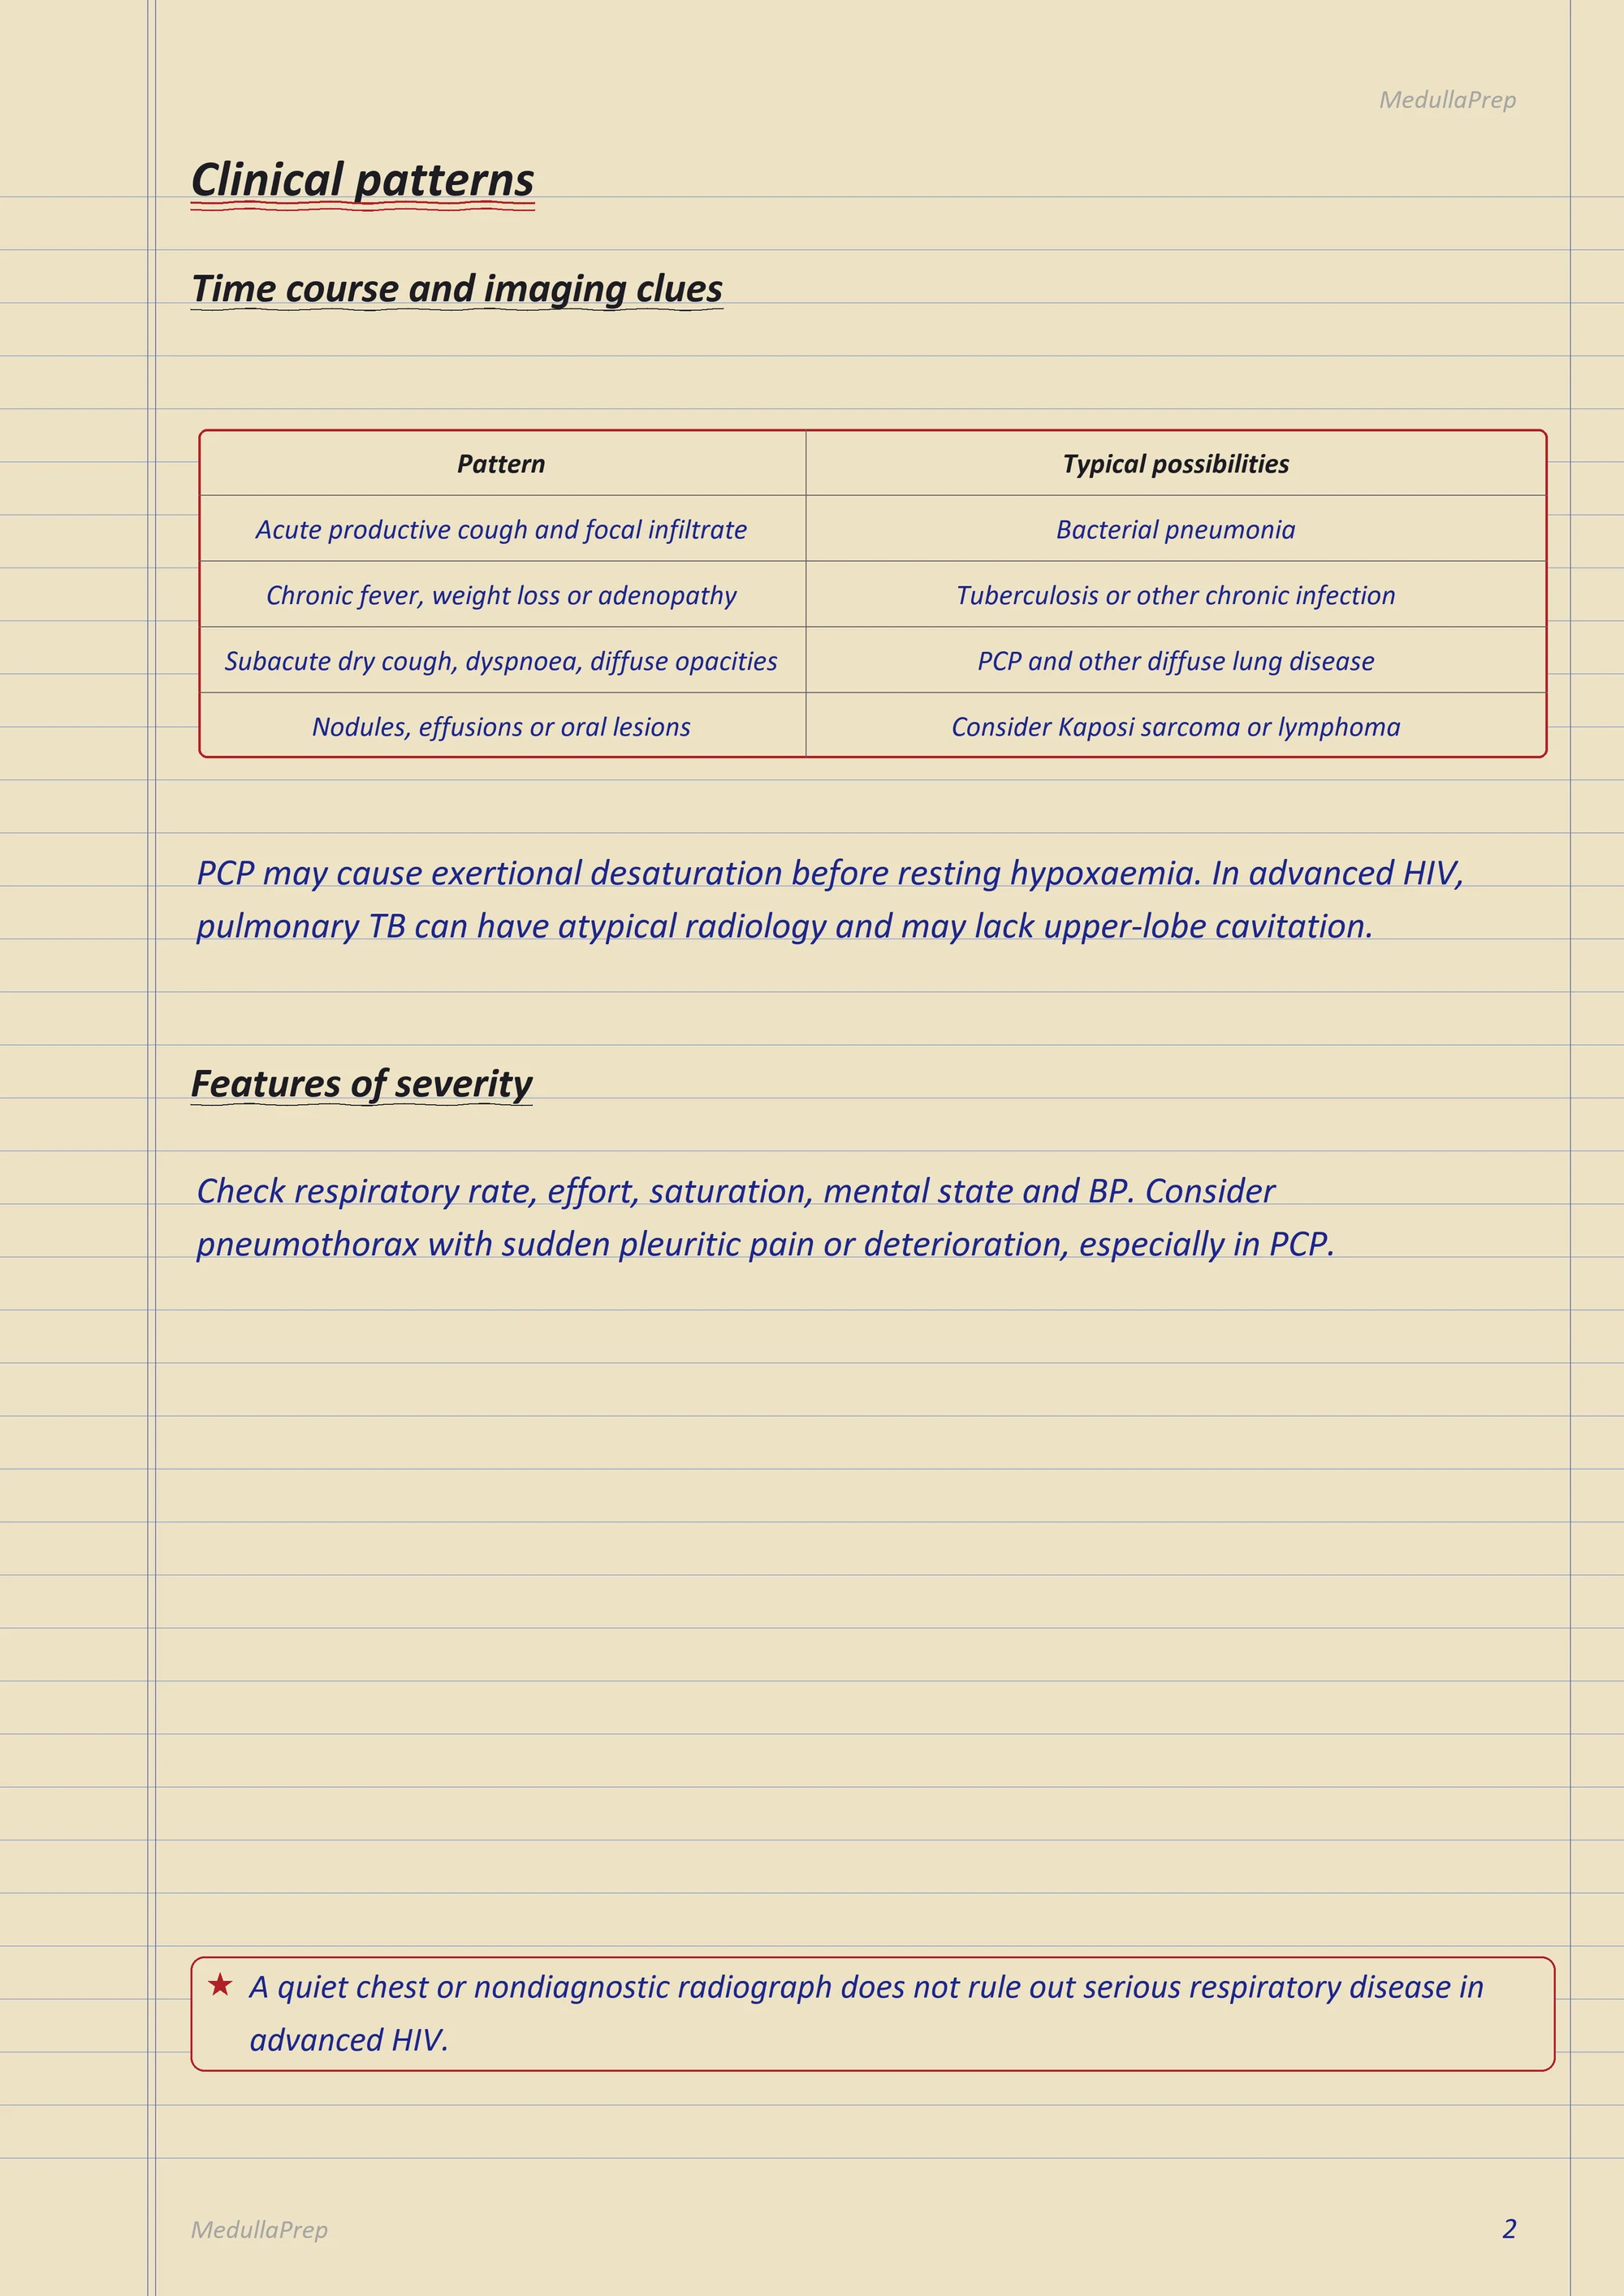 MedullaPrep
Clinical patterns
Time course and imaging clues
Pattern Typical possibilities
Acute productive cough and focal infiltrate Bacterial pneumonia
Chronic fever, weight loss or adenopathy Tuberculosis or other chronic infection
Subacute dry cough, dyspnoea, diffuse opacities PCP and other diffuse lung disease
Nodules, effusions or oral lesions Consider Kaposi sarcoma or lymphoma
PCP may cause exertional desaturation before resting hypoxaemia. In advanced HIV,
pulmonary TB can have atypical radiology and may lack upper-lobe cavitation.
Features of severity
Check respiratory rate, effort, saturation, mental state and BP. Consider
pneumothorax with sudden pleuritic pain or deterioration, especially in PCP.
★ A quiet chest or nondiagnostic radiograph does not rule out serious respiratory disease in
advanced HIV.
MedullaPrep 2